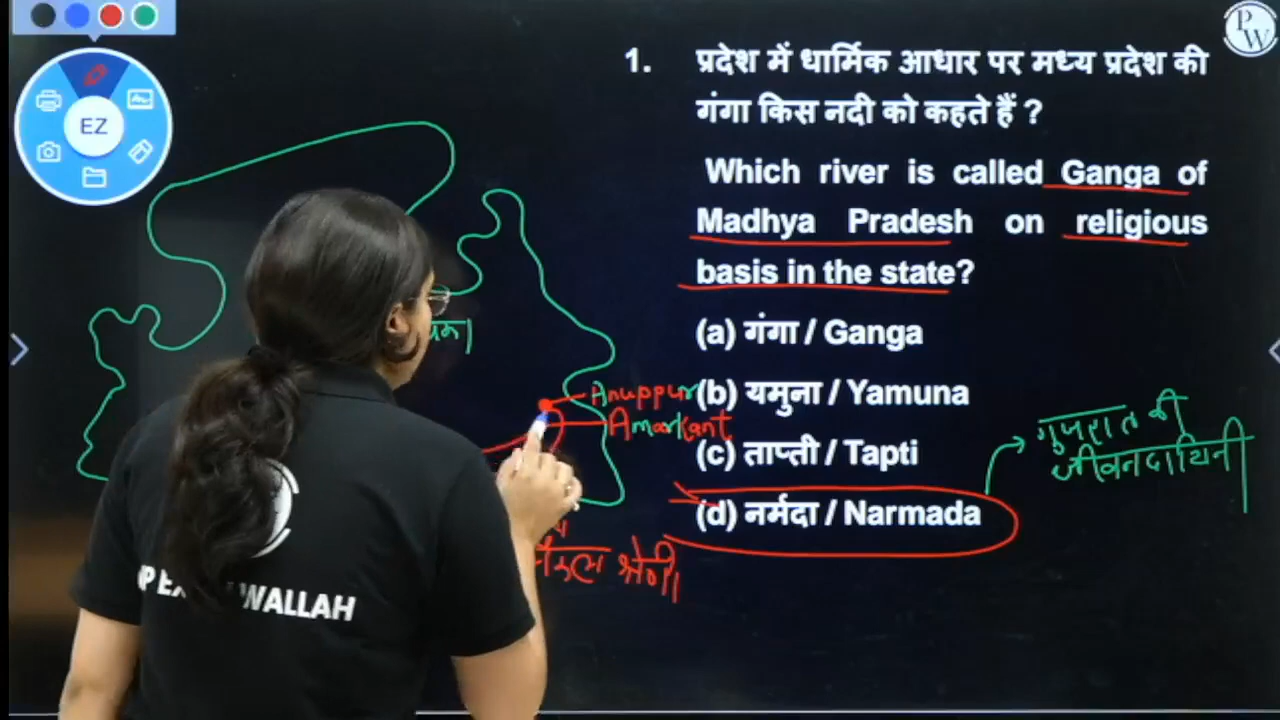 PW
EZ
1. प्रदेश में धार्मिक आधार पर मध्य प्रदेश की
गंगा किस नदी को कहते हैं ?
Which river is called Ganga of
Madhya Pradesh on religious
basis in the state?
(a) गंगा / Ganga
(b) यमुना / Yamuna
(c) ताप्ती / Tapti
(d) नर्मदा / Narmada
गुजरात की
जीवनदायिनी
Anuppur
Amarkant
श्रेणी
WALLAH